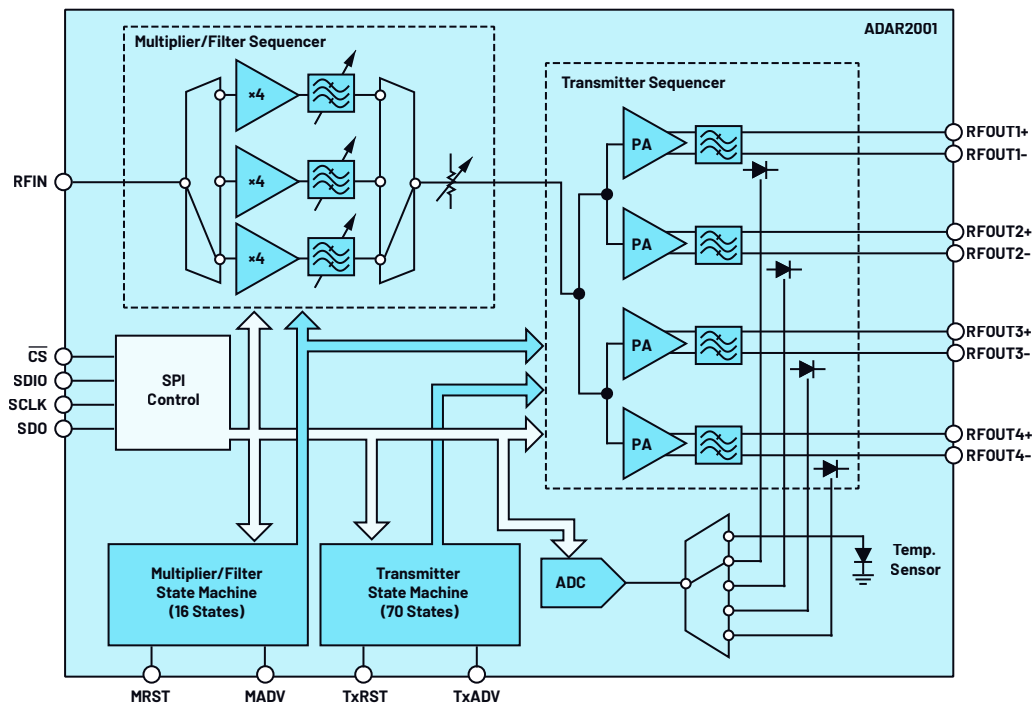 ADAR2001
Multiplier/Filter Sequencer
Transmitter Sequencer
×4
×4
×4
PA
PA
PA
PA
RFIN
RFOUT1+
RFOUT1-
RFOUT2+
RFOUT2-
RFOUT3+
RFOUT3-
RFOUT4+
RFOUT4-
CS
SDIO
SCLK
SDO
SPI
Control
Multiplier/Filter
State Machine
(16 States)
Transmitter
State Machine
(70 States)
ADC
Temp.
Sensor
MRST
MADV
TxRST
TxADV